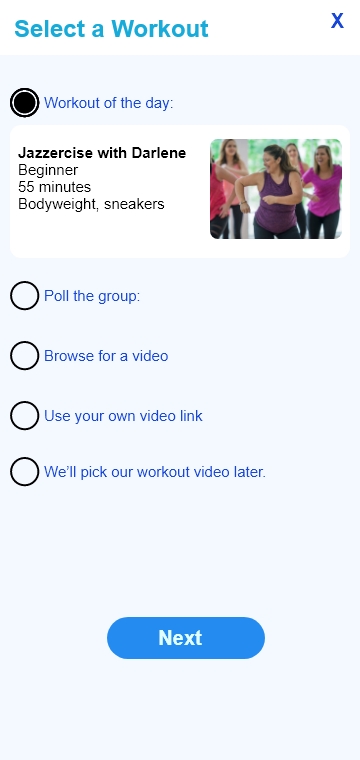 Select a Workout
X
Workout of the day:
Jazzercise with Darlene
Beginner
55 minutes
Bodyweight, sneakers
Poll the group:
Browse for a video
Use your own video link
We’ll pick our workout video later.
Next